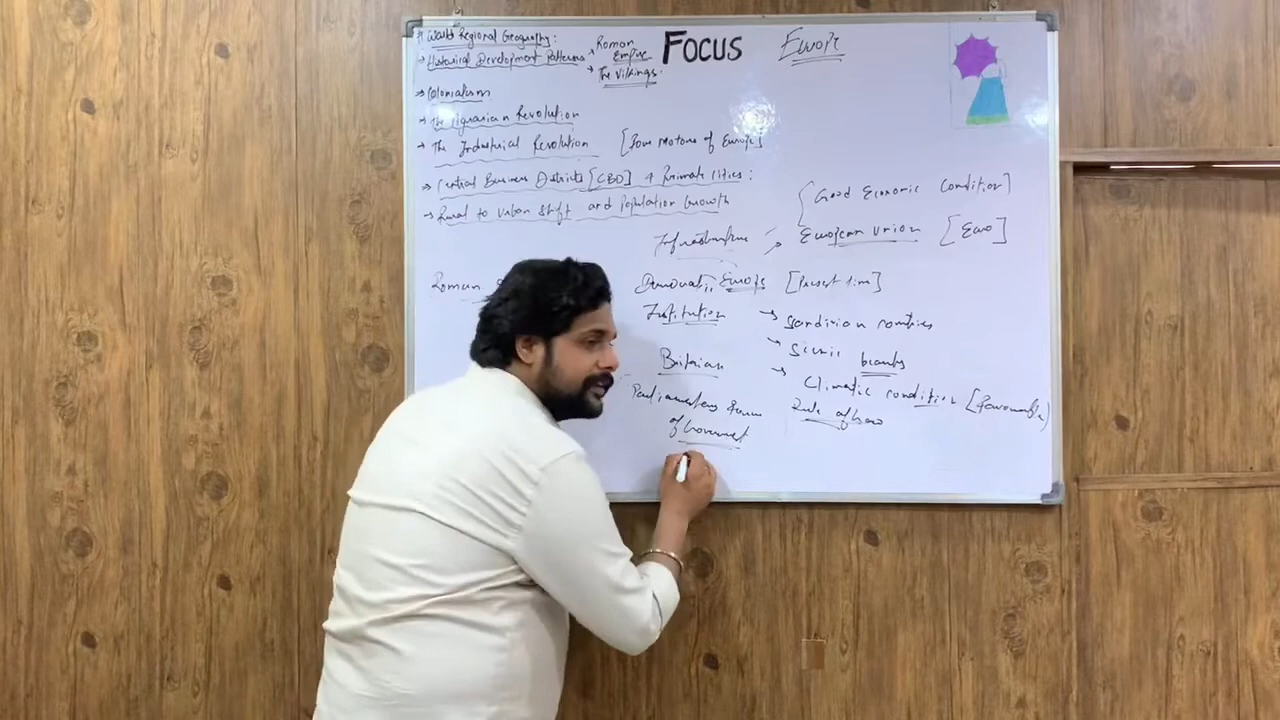 # World Regional Geography:
→ Historical Development Patterns
→ Roman Empire
→ The Vikings.
FOCUS
Europe
→ Colonialism
→ The Agrarian Revolution
→ The Industrial Revolution [Four motors of Europe]
→ Central Business Districts [CBD] & Primate cities:
→ Rural to Urban Shift and Population Growth
Good Economic Condition]
Infrastructure → European Union [Euro]
Roman
Democratic Europe [Present time]
Institution
→ Scandivian countries
→ Scenic beauty
Britain
→ Climatic condition [Favourable)
Parliamentary Form of Government
Rule of Law